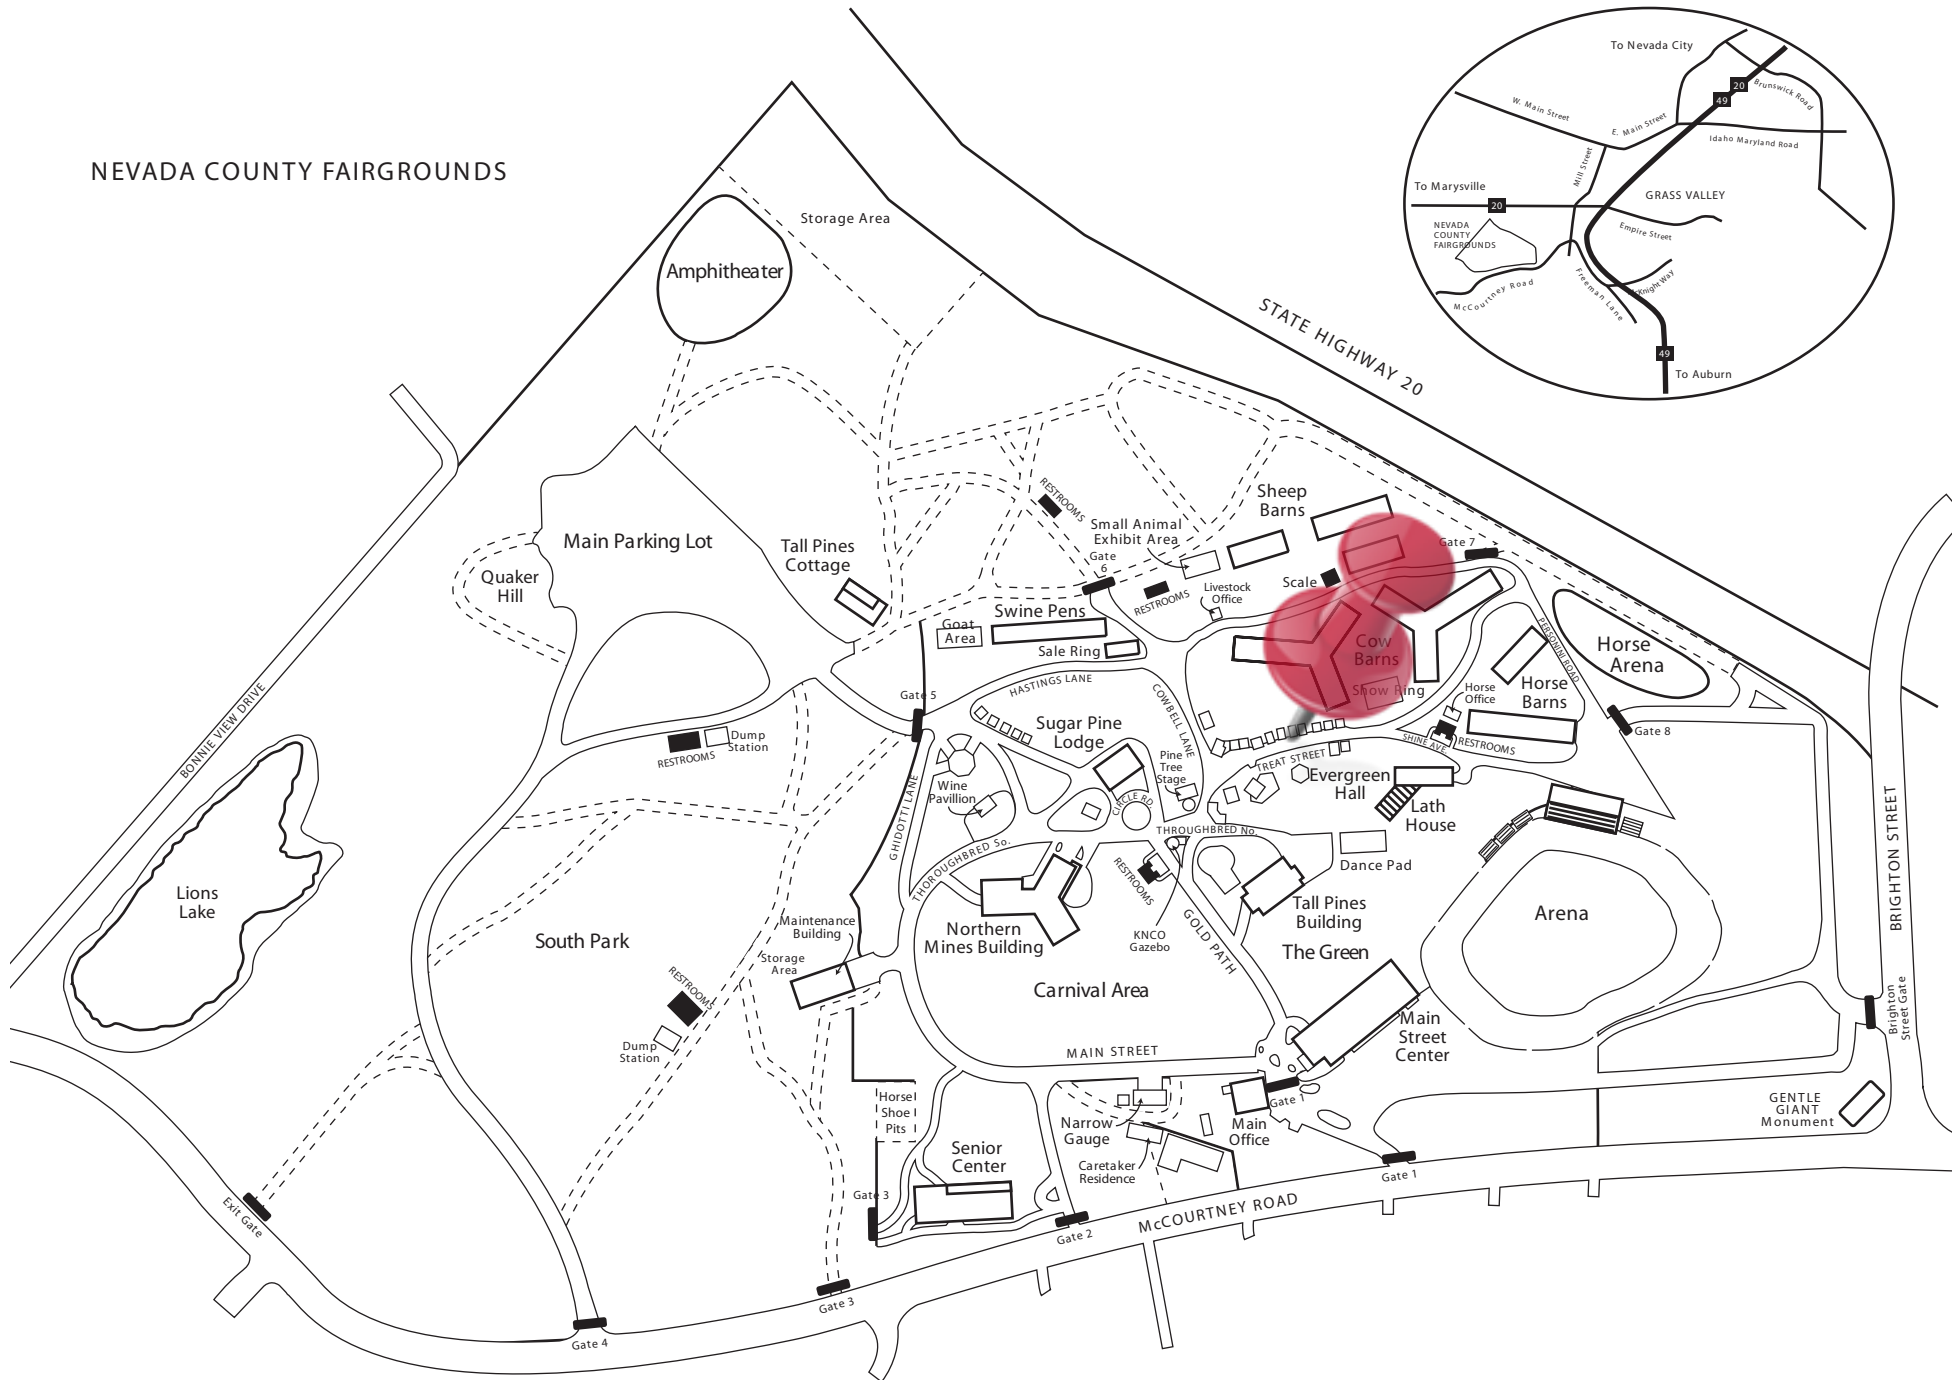 NEVADA COUNTY FAIRGROUNDS
To Nevada City
20
49
Brunswick Road
W. Main Street
E. Main Street
Idaho Maryland Road
Mill Street
To Marysville
20
GRASS VALLEY
NEVADA
COUNTY
FAIRGROUNDS
Empire Street
McKnight Way
Freeman Lane
McCourtney Road
49
To Auburn
STATE HIGHWAY 20
Storage Area
Amphitheater
Main Parking Lot
Quaker
Hill
Tall Pines
Cottage
RESTROOMS
Small Animal
Exhibit Area
Sheep
Barns
Gate
6
Gate 7
Scale
Livestock
Office
RESTROOMS
Swine Pens
Goat
Area
Sale Ring
Cow
Barns
Show Ring
PERSONINI ROAD
Horse
Arena
Horse
Barns
Horse
Office
Gate 8
RESTROOMS
SHINE AVE.
HASTINGS LANE
COWBELL LANE
Gate 5
Sugar Pine
Lodge
Pine
Tree
Stage
TREAT STREET
Evergreen
Hall
Lath
House
BONNIE VIEW DRIVE
Dump
Station
RESTROOMS
Wine
Pavillion
CIRCLE RD.
GHIDOTTI LANE
THOROUGHBRED So.
THROUGHBRED No.
Dance Pad
RESTROOMS
Lions
Lake
South Park
Maintenance
Building
Storage
Area
Northern
Mines Building
KNCO
Gazebo
GOLD PATH
Tall Pines
Building
The Green
Arena
BRIGHTON STREET
Brighton
Street Gate
Carnival Area
RESTROOMS
Dump
Station
MAIN STREET
Main
Street
Center
Horse
Shoe
Pits
Narrow
Gauge
Main
Office
Gate 1
GENTLE
GIANT
Monument
Senior
Center
Caretaker
Residence
Gate 1
Exit Gate
Gate 3
Gate 2
McCOURTNEY ROAD
Gate 3
Gate 4